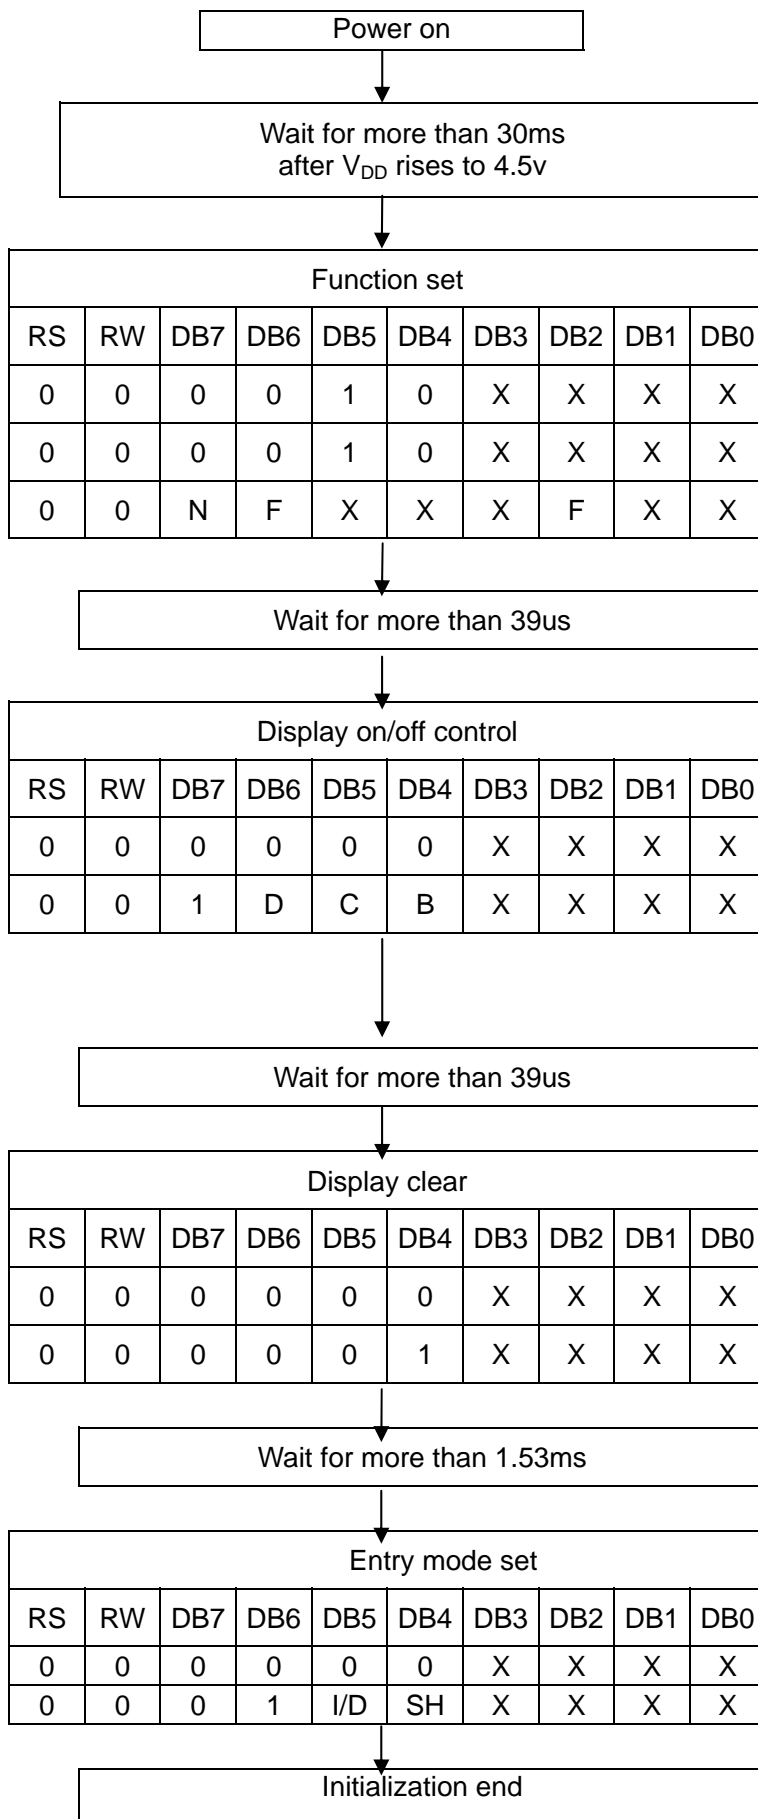 Power on
Wait for more than 30ms
after VDD rises to 4.5v
Function set
RS RW DB7 DB6 DB5 DB4 DB3 DB2 DB1 DB0
0 0 0 0 1 0 X X X X
0 0 0 0 1 0 X X X X
0 0 N F X X X F X X
Wait for more than 39us
Display on/off control
RS RW DB7 DB6 DB5 DB4 DB3 DB2 DB1 DB0
0 0 0 0 0 0 X X X X
0 0 1 D C B X X X X
Wait for more than 39us
Display clear
RS RW DB7 DB6 DB5 DB4 DB3 DB2 DB1 DB0
0 0 0 0 0 0 X X X X
0 0 0 0 0 1 X X X X
Wait for more than 1.53ms
Entry mode set
RS RW DB7 DB6 DB5 DB4 DB3 DB2 DB1 DB0
0 0 0 0 0 0 X X X X
0 0 0 1 I/D SH X X X X
Initialization end